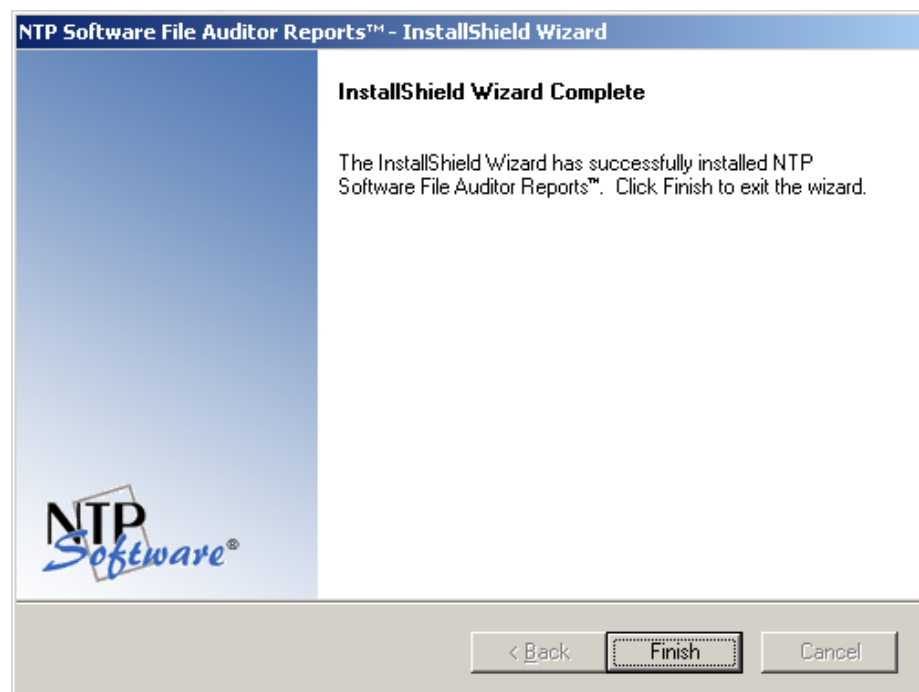 NTP Software File Auditor Reports™ - InstallShield Wizard
InstallShield Wizard Complete
The InstallShield Wizard has successfully installed NTP
Software File Auditor Reports™.  Click Finish to exit the wizard.
NTP
Software®
< Back
Finish
Cancel